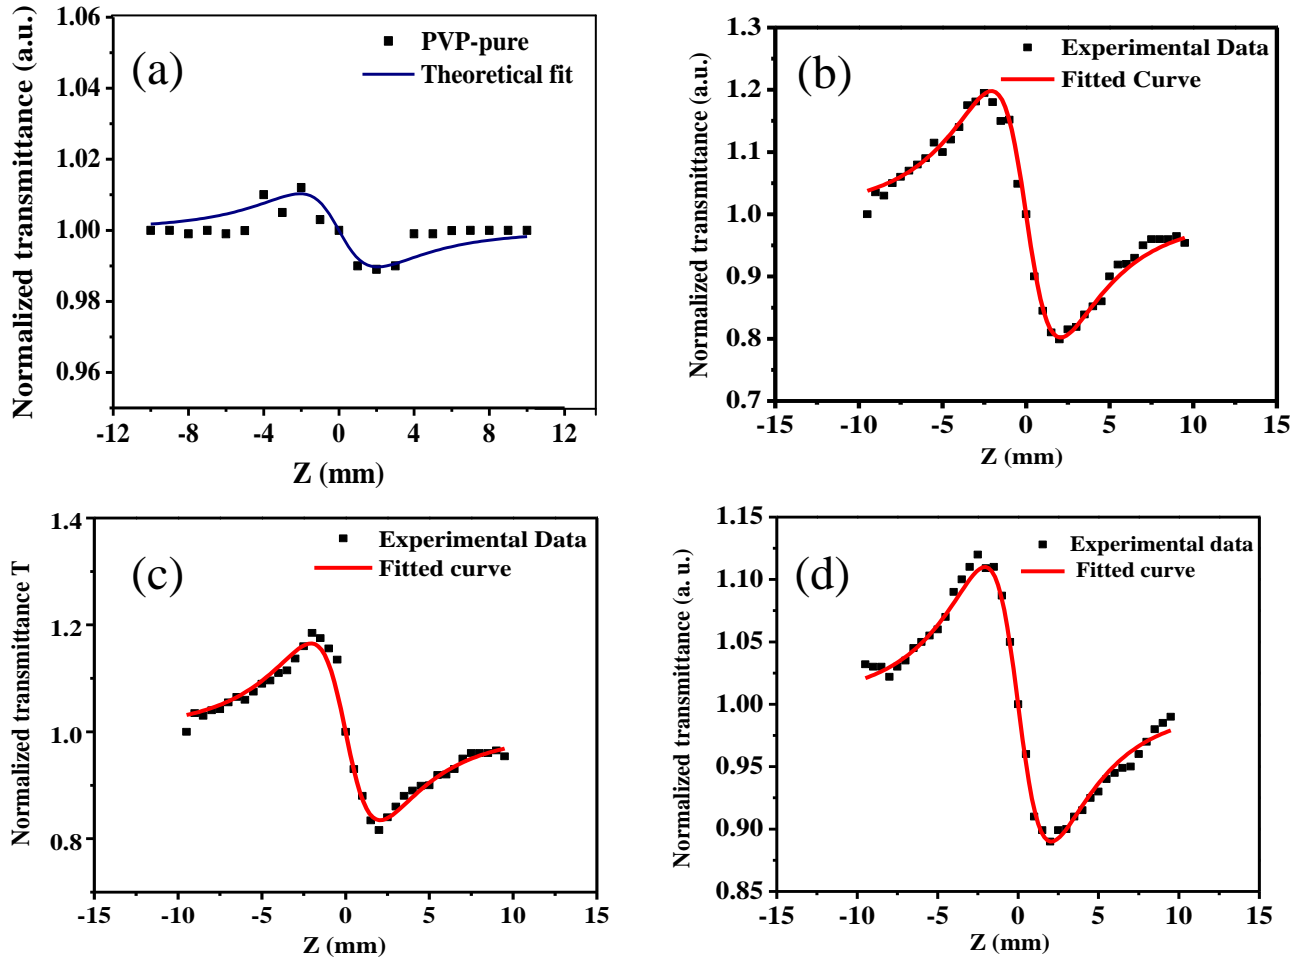 (a)
PVP-pure
Theoretical fit
Normalized transmittance (a.u.)
1.06
1.04
1.02
1.00
0.98
0.96
-12 -8 -4 0 4 8 12
Z (mm)
(b)
Experimental Data
Fitted Curve
Normalized transmittance (a.u.)
1.3
1.2
1.1
1.0
0.9
0.8
0.7
-15 -10 -5 0 5 10 15
Z (mm)
(c)
Experimental Data
Fitted curve
Normalized transmittance T
1.4
1.2
1.0
0.8
-15 -10 -5 0 5 10 15
Z (mm)
(d)
Experimental data
Fitted curve
Normalized transmittance (a. u.)
1.15
1.10
1.05
1.00
0.95
0.90
0.85
-15 -10 -5 0 5 10 15
Z (mm)